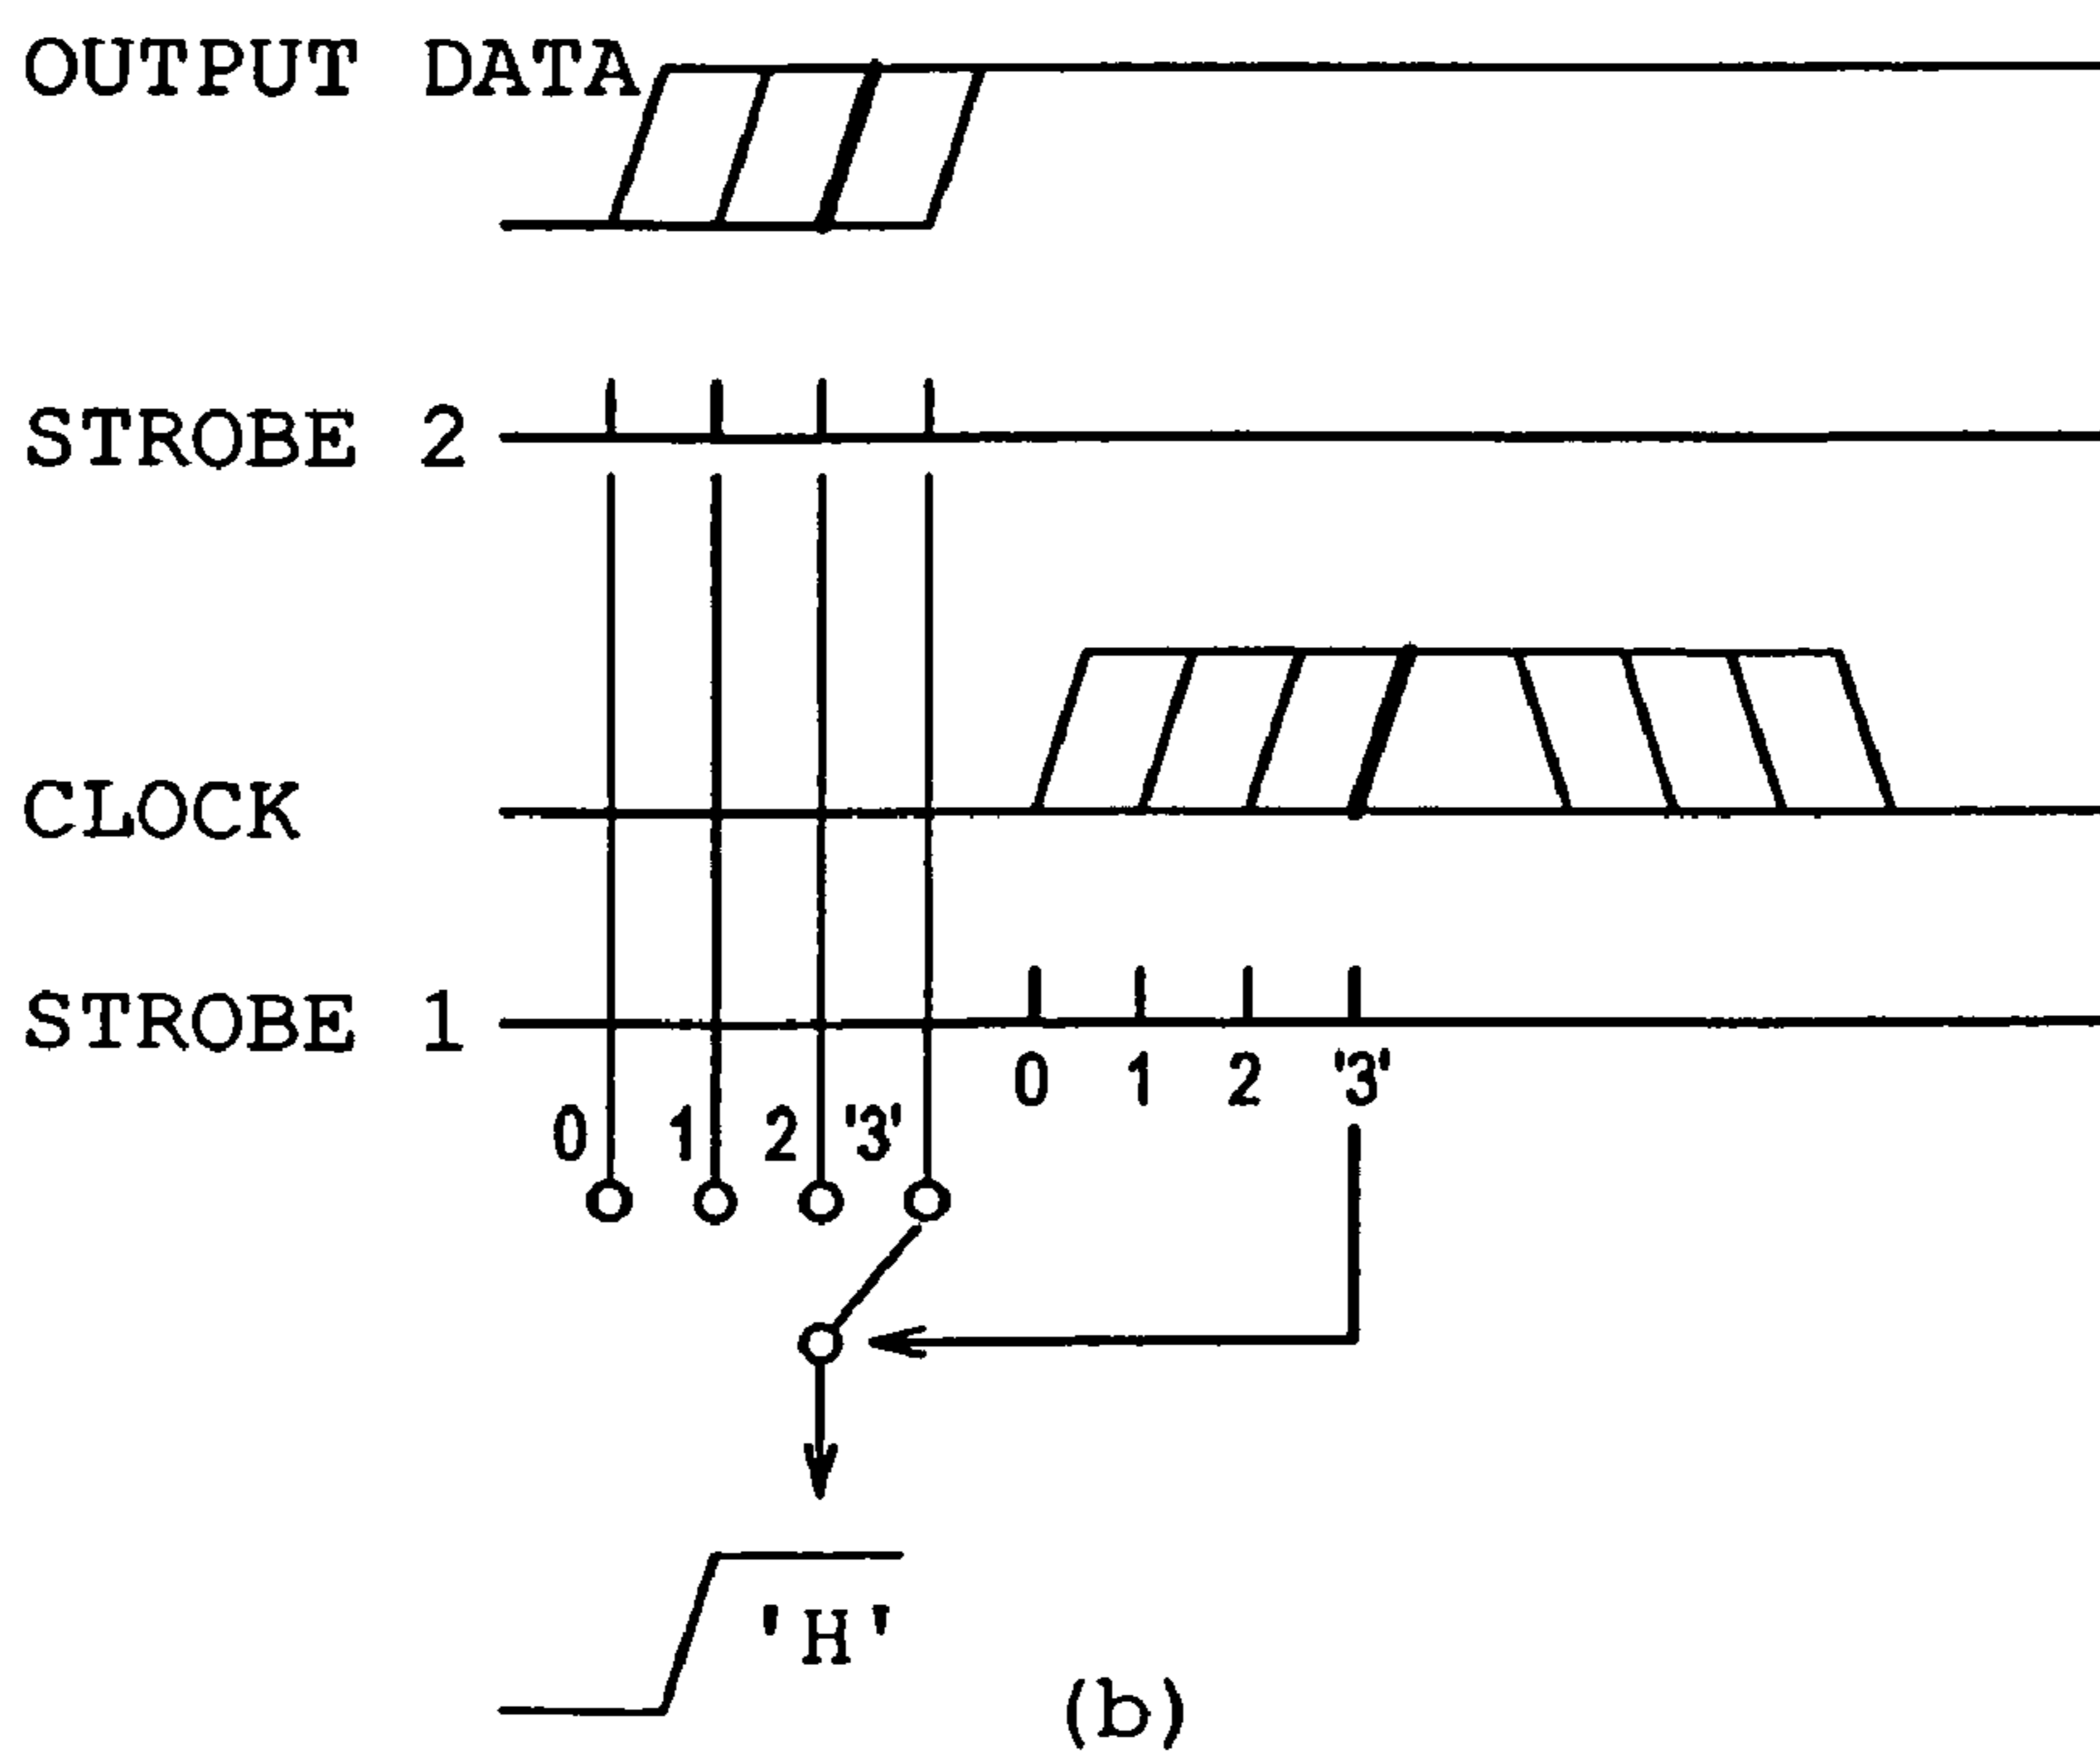 OUTPUT DATA
STROBE 2
CLOCK
STROBE 1
0 1 2 '3'
0 1 2 '3'
'H'
(b)